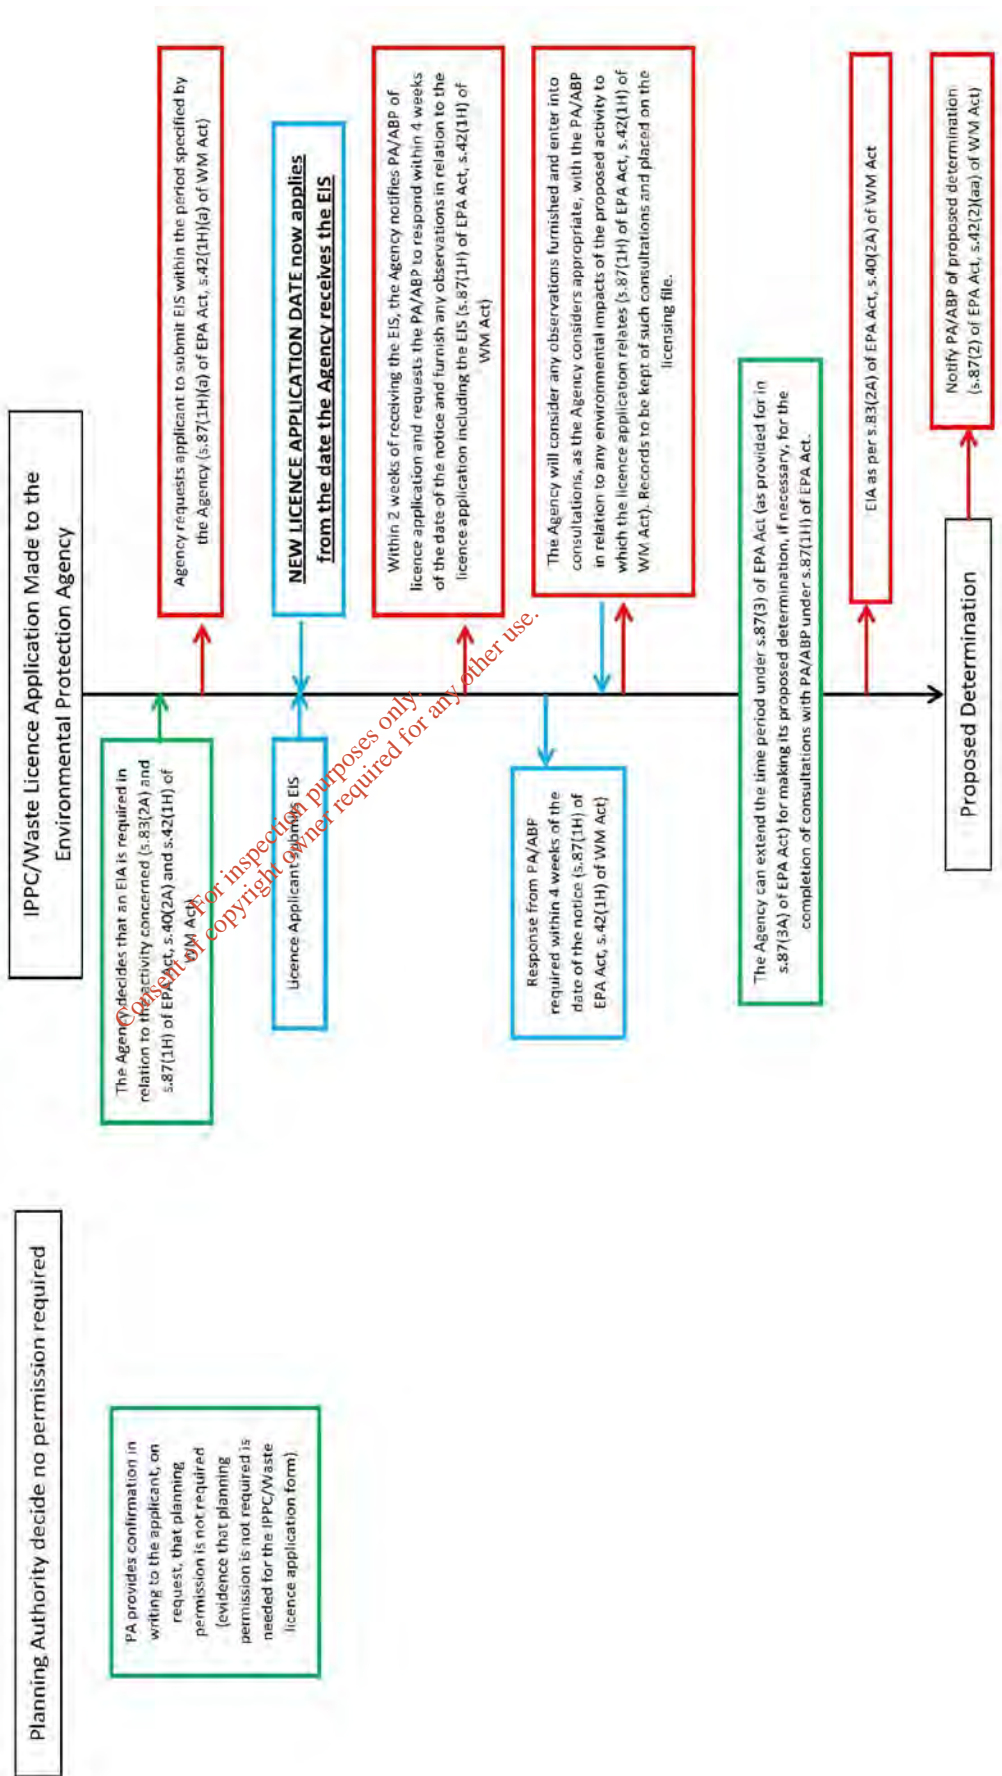 Planning Authority decide no permission required
PA provides confirmation in
writing to the applicant, on
request, that planning
permission is not required
(evidence that planning
permission is not required is
needed for the IPPC/Waste
licence application form)
IPPC/Waste Licence Application Made to the
Environmental Protection Agency
The Agency decides that an EIA is required in
relation to the activity concerned (s.83(2A) and
s.87(1H) of EPA Act, s.40(2A) and s.42(1H) of
WM Act)
Agency requests applicant to submit EIS within the period specified by
the Agency (s.87(1H)(a) of EPA Act, s.42(1H)(a) of WM Act)
Licence Applicant submits EIS
NEW LICENCE APPLICATION DATE now applies
from the date the Agency receives the EIS
Within 2 weeks of receiving the EIS, the Agency notifies PA/ABP of
licence application and requests the PA/ABP to respond within 4 weeks
of the date of the notice and furnish any observations in relation to the
licence application including the EIS (s.87(1H) of EPA Act, s.42(1H) of
WM Act)
Response from PA/ABP
required within 4 weeks of the
date of the notice (s.87(1H) of
EPA Act, s.42(1H) of WM Act)
The Agency will consider any observations furnished and enter into
consultations, as the Agency considers appropriate, with the PA/ABP
in relation to any environmental impacts of the proposed activity to
which the licence application relates (s.87(1H) of EPA Act, s.42(1H) of
WM Act). Records to be kept of such consultations and placed on the
licensing file.
The Agency can extend the time period under s.87(3) of EPA Act (as provided for in
s.87(3A) of EPA Act) for making its proposed determination, if necessary, for the
completion of consultations with PA/ABP under s.87(1H) of EPA Act.
EIA as per s.83(2A) of EPA Act, s.40(2A) of WM Act
Proposed Determination
Notify PA/ABP of proposed determination
(s.87(2) of EPA Act, s.42(2)(aa) of WM Act)
For inspection purposes only.
Consent of copyright owner required for any other use.